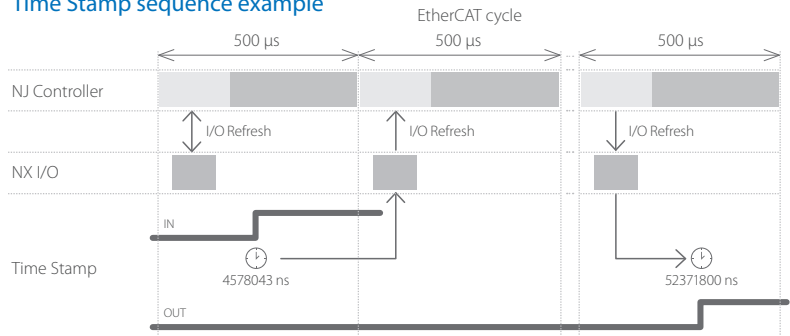 Time Stamp sequence example
EtherCAT cycle
500 µs
500 µs
500 µs
NJ Controller
I/O Refresh
I/O Refresh
I/O Refresh
NX I/O
IN
Time Stamp
4578043 ns
52371800 ns
OUT